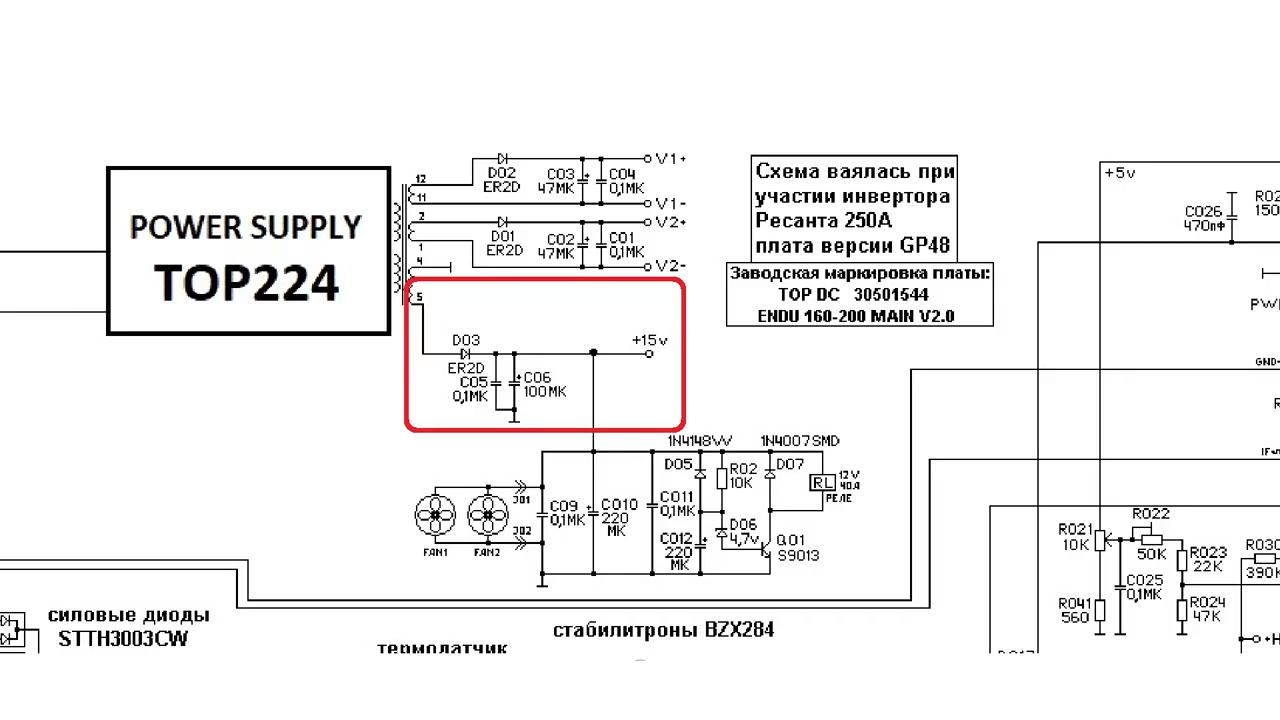 POWER SUPPLY
TOP224
12
11
2
1
4
5
D02
ER2D
C03
47МК
C04
0,1МК
V1+
V1-
D01
ER2D
C02
47МК
C01
0,1МК
V2+
V2-
Схема ваялась при
участии инвертора
Ресанта 250А
плата версии GP48
Заводская маркировка платы:
TOP DC 30501544
ENDU 160-200 MAIN V2.0
+5v
C026
470пФ
D03
ER2D
C05
0,1МК
C06
100МК
+15v
GND-
1N4148W
1N4007SMD
FAN1
FAN2
J01
J02
C09
0,1МК
C010
220
МК
C011
0,1МК
C012
220
МК
D05
R02
10K
D06
4,7v
D07
Q01
S9013
RL
12V
40A
РЕЛЕ
R021
10K
R022
50K
R023
22K
R024
47K
R041
560
C025
0,1МК
R030
390K
силовые диоды
STTH3003CW
стабилитроны BZX284
термодатчик